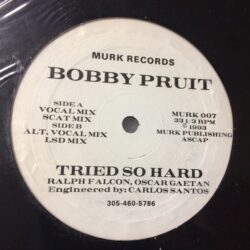 MURK RECORDS
BOBBY PRUIT
SIDE A
VOCAL MIX
SCAT MIX
SIDE B
ALT, VOCAL MIX
LSD MIX
MURK 007
33 1/3 RPM
© 1993
MURK PUBLISHING
ASCAP
TRIED SO HARD
RALPH FALCON, OSCAR GAETAN
Engineered by: CARLOS SANTOS
305-460-5786